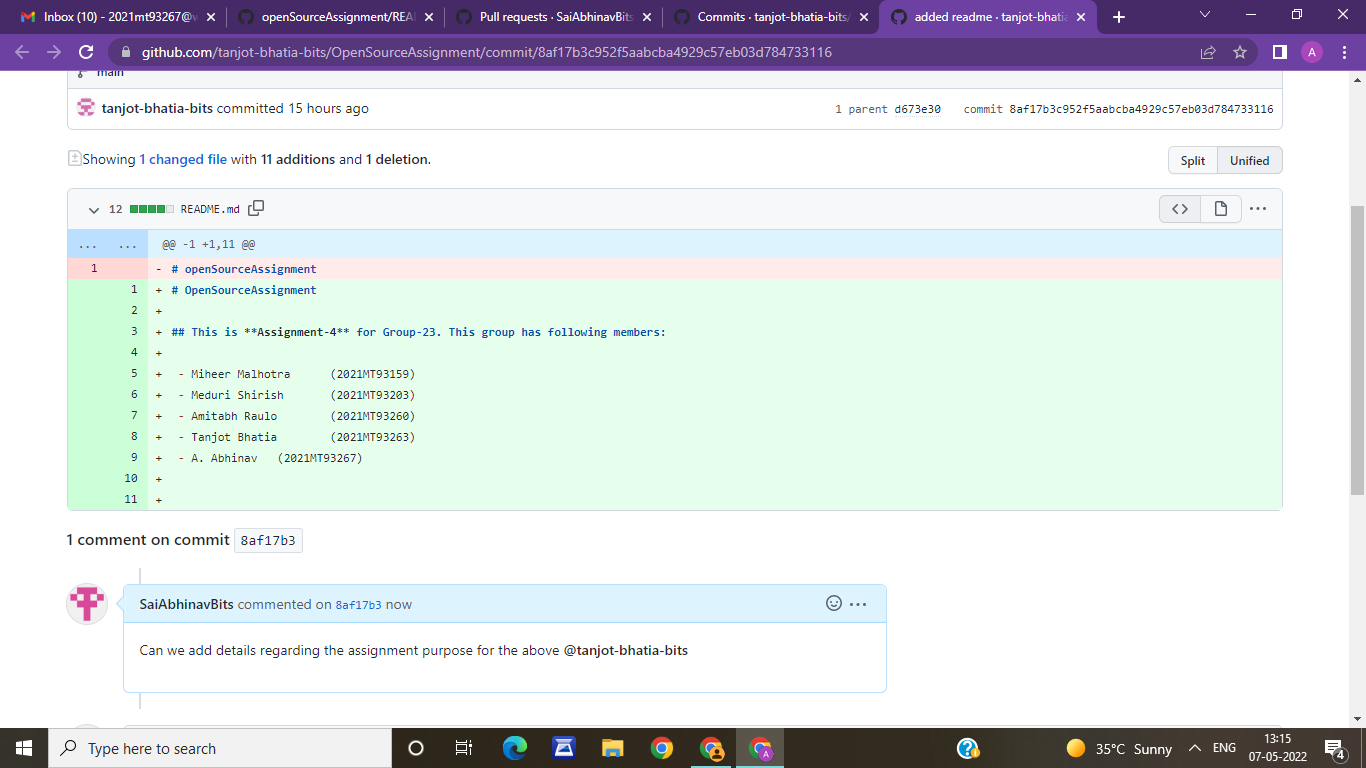 Inbox (10) - 2021mt93267@w
openSourceAssignment/REA
Pull requests · SaiAbhinavBits
Commits · tanjot-bhatia-bits/
added readme · tanjot-bhatia
github.com/tanjot-bhatia-bits/OpenSourceAssignment/commit/8af17b3c952f5aabcba4929c57eb03d784733116
A
main
tanjot-bhatia-bits committed 15 hours ago
1 parent d673e30 commit 8af17b3c952f5aabcba4929c57eb03d784733116
Showing 1 changed file with 11 additions and 1 deletion.
Split Unified
12 README.md
... ... @@ -1 +1,11 @@
1 - # openSourceAssignment
1 + # OpenSourceAssignment
2 +
3 + ## This is **Assignment-4** for Group-23. This group has following members:
4 +
5 + - Miheer Malhotra (2021MT93159)
6 + - Meduri Shirish (2021MT93203)
7 + - Amitabh Raulo (2021MT93260)
8 + - Tanjot Bhatia (2021MT93263)
9 + - A. Abhinav (2021MT93267)
10 +
11 +
1 comment on commit 8af17b3
SaiAbhinavBits commented on 8af17b3 now
Can we add details regarding the assignment purpose for the above @tanjot-bhatia-bits
Type here to search
A
35°C Sunny
ENG
13:15
07-05-2022
4